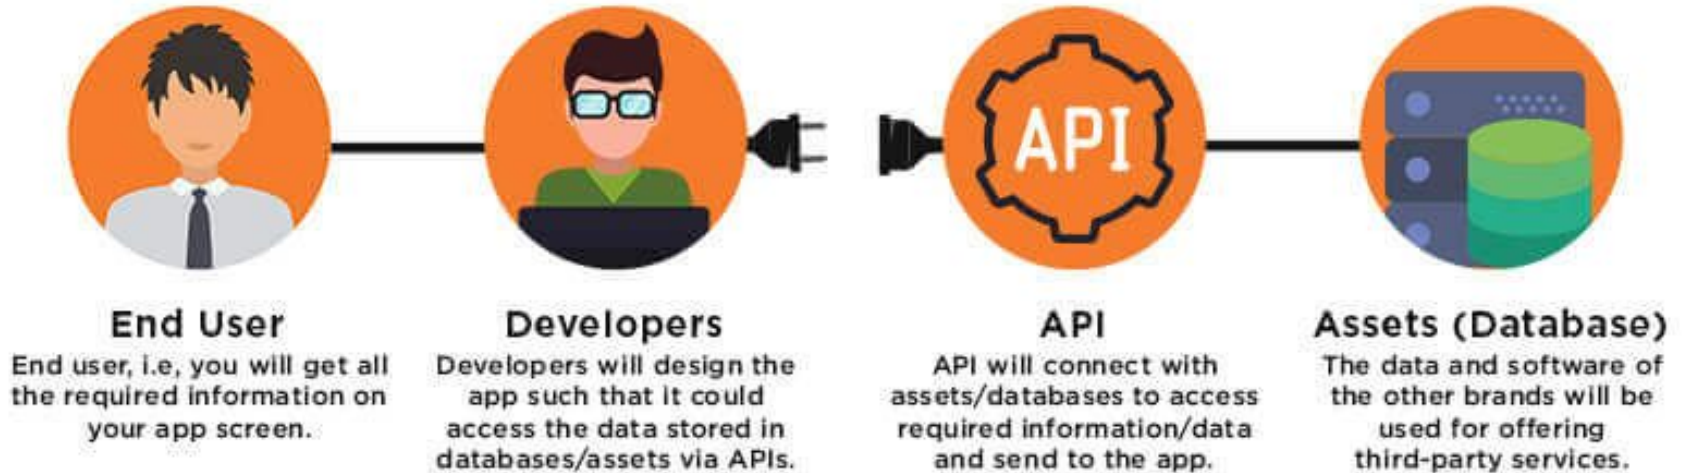 API
End User
End user, i.e, you will get all
the required information on
your app screen.
Developers
Developers will design the
app such that it could
access the data stored in
databases/assets via APIs.
API
API will connect with
assets/databases to access
required information/data
and send to the app.
Assets (Database)
The data and software of
the other brands will be
used for offering
third-party services.